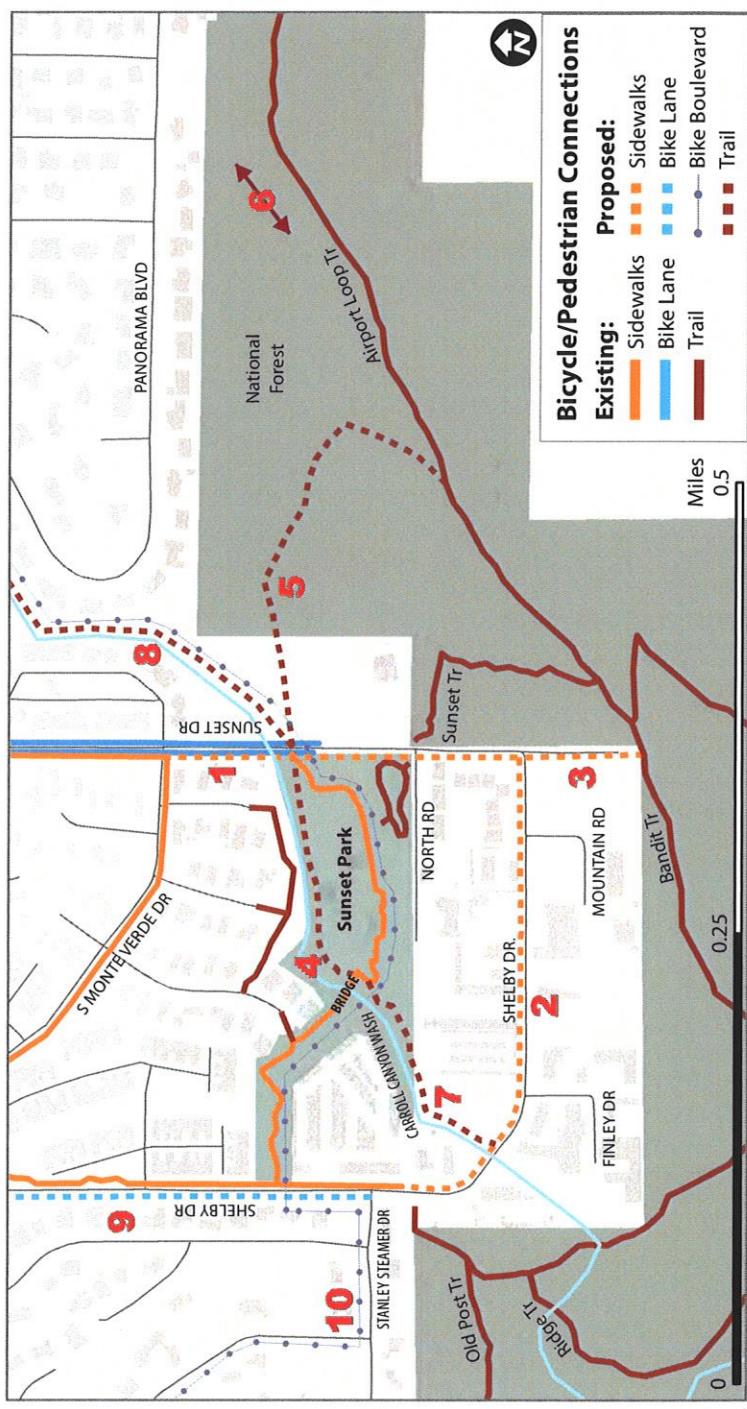 PANORAMA BLVD
National
Forest
6
Airport Loop Tr
5
8
SUNSET DR
1
S MONTE VERDE DR
Sunset Park
4
BRIDGE
CARROLL CANYON WASH
7
NORTH RD
Sunset Tr
SHELBY DR.
2
3
MOUNTAIN RD
FINLEY DR
Bandit Tr
9
SHELBY DR
10
STANLEY STEAMER DR
Old Post Tr
Ridge Tr
N
Bicycle/Pedestrian Connections
Existing:
Sidewalks
Bike Lane
Trail
Proposed:
Sidewalks
Bike Lane
Bike Boulevard
Trail
Miles
0
0.25
0.5